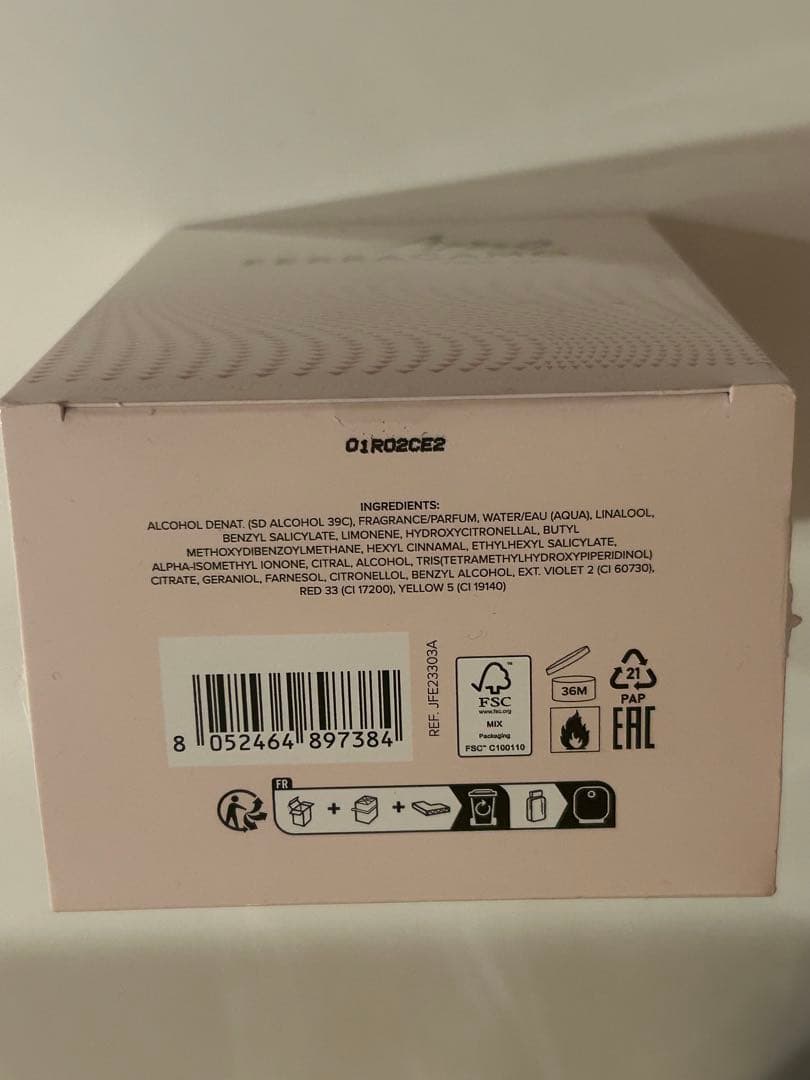 01R02CE2
INGREDIENTS:
ALCOHOL DENAT. (SD ALCOHOL 39C), FRAGRANCE/PARFUM, WATER/EAU (AQUA), LINALOOL,
BENZYL SALICYLATE, LIMONENE, HYDROXYCITRONELLAL, BUTYL
METHOXYDIBENZOYLMETHANE, HEXYL CINNAMAL, ETHYLHEXYL SALICYLATE,
ALPHA-ISOMETHYL IONONE, CITRAL, ALCOHOL, TRIS(TETRAMETHYLHYDROXYPIPERIDINOL)
CITRATE, GERANIOL, FARNESOL, CITRONELLOL, BENZYL ALCOHOL, EXT. VIOLET 2 (CI 60730),
RED 33 (CI 17200), YELLOW 5 (CI 19140)
8 052464 897384
REF. JFE23303A
FSC™
www.fsc.org
MIX
Packaging
FSC™ C100110
36M
21
PAP
EAC
FR